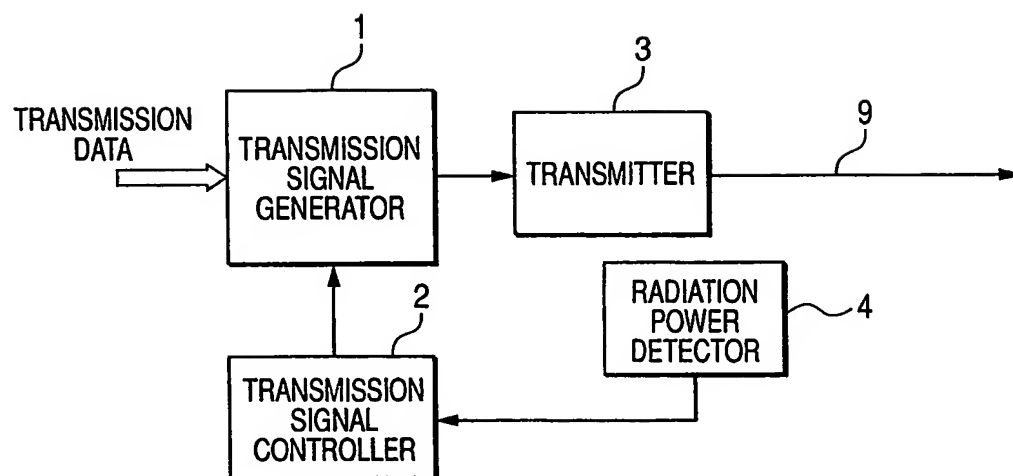 1
3
9
TRANSMISSION
DATA
TRANSMISSION
SIGNAL
GENERATOR
TRANSMITTER
2
4
RADIATION
POWER
DETECTOR
TRANSMISSION
SIGNAL
CONTROLLER